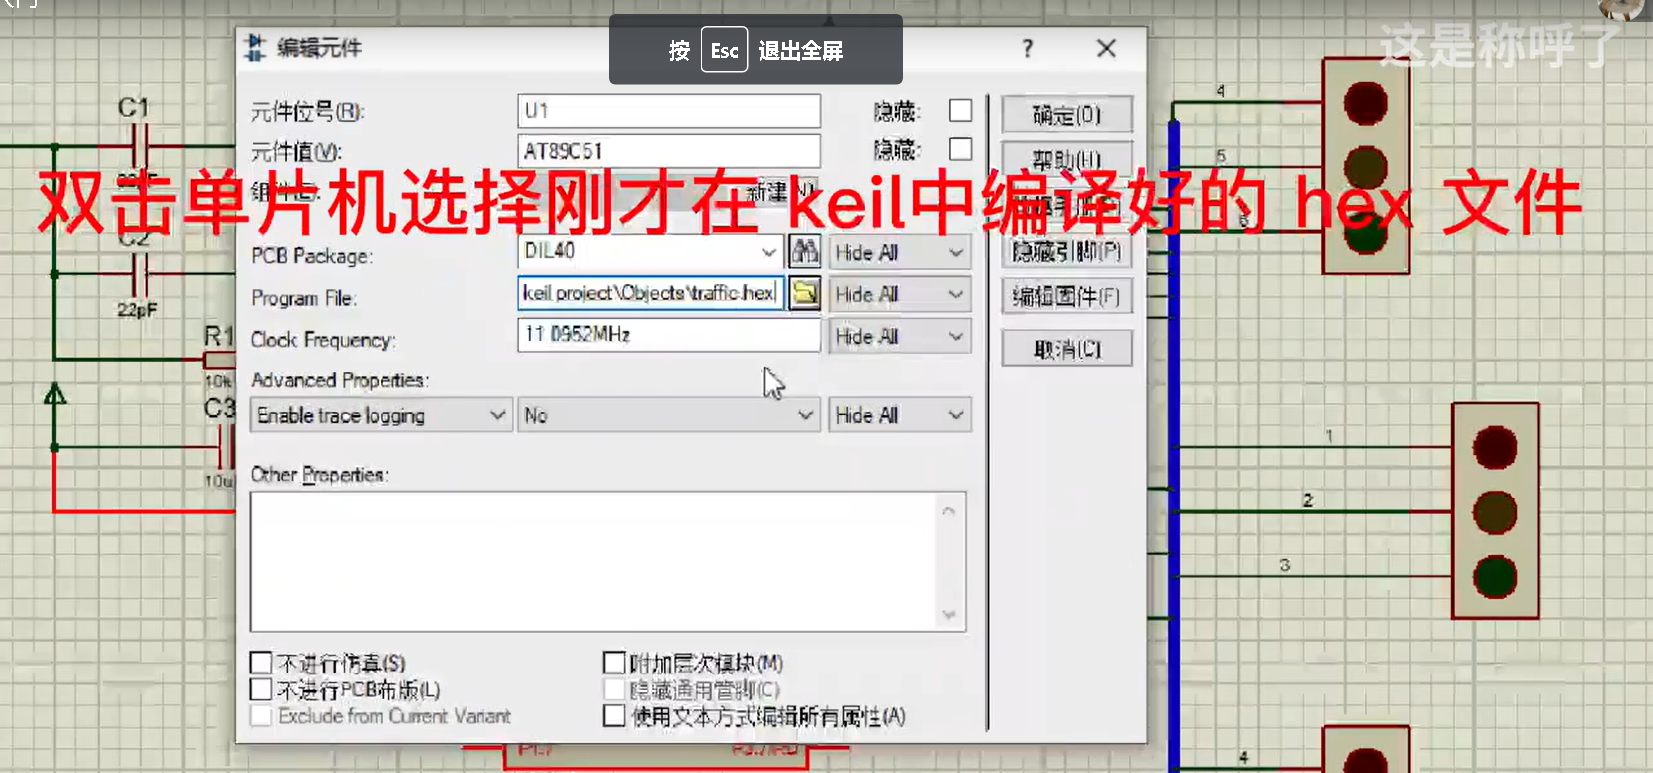 按 Esc 退出全屏
这是称呼了
编辑元件
?
元件位号(R): U1 隐藏: 确定(O)
元件值(V): AT89C51 隐藏: 帮助(H)
新建(N)
双击单片机选择刚才在 keil中编译好的 hex 文件
PCB Package: DIL40 Hide All 隐藏引脚(P)
Program File: keil project\Objects\traffic.hex Hide All 编辑固件(F)
Clock Frequency: 11.0952MHz Hide All 取消(C)
Advanced Properties:
Enable trace logging No Hide All
Other Properties:
不进行仿真(S) 附加层次模块(M)
不进行PCB布版(L) 隐藏通用管脚(C)
Exclude from Current Variant 使用文本方式编辑所有属性(A)
C1
C2
22pF
R1
10k
C3
10u
4
5
6
1
2
3
4